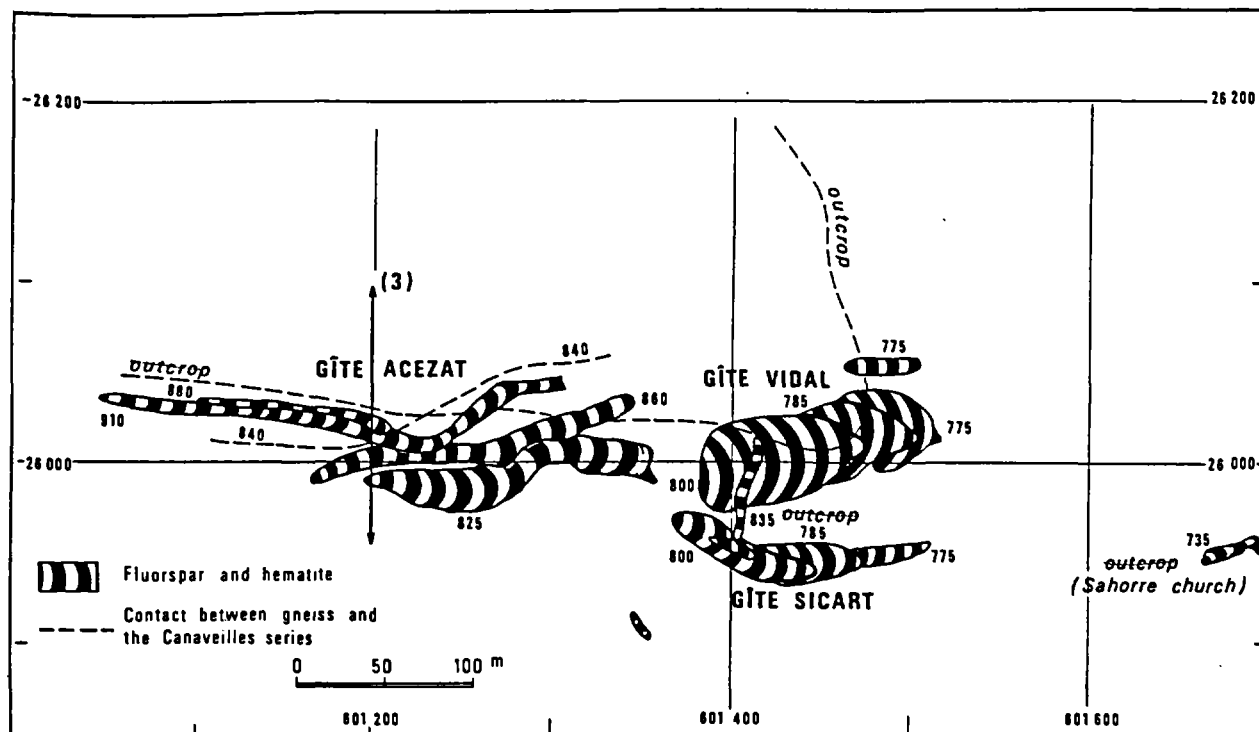 26 200
26 200
outcrop
(3)
840
775
outcrop
GÎTE ACEZAT
GÎTE VIDAL
880
860
785
910
840
775
26 000
26 000
800
825
835
outcrop
785
735
800
775
outcrop
(Sahorre church)
Fluorspar and hematite
GÎTE SICART
Contact between gneiss and
the Canaveilles series
0 50 100 m
601 200
601 400
601 600